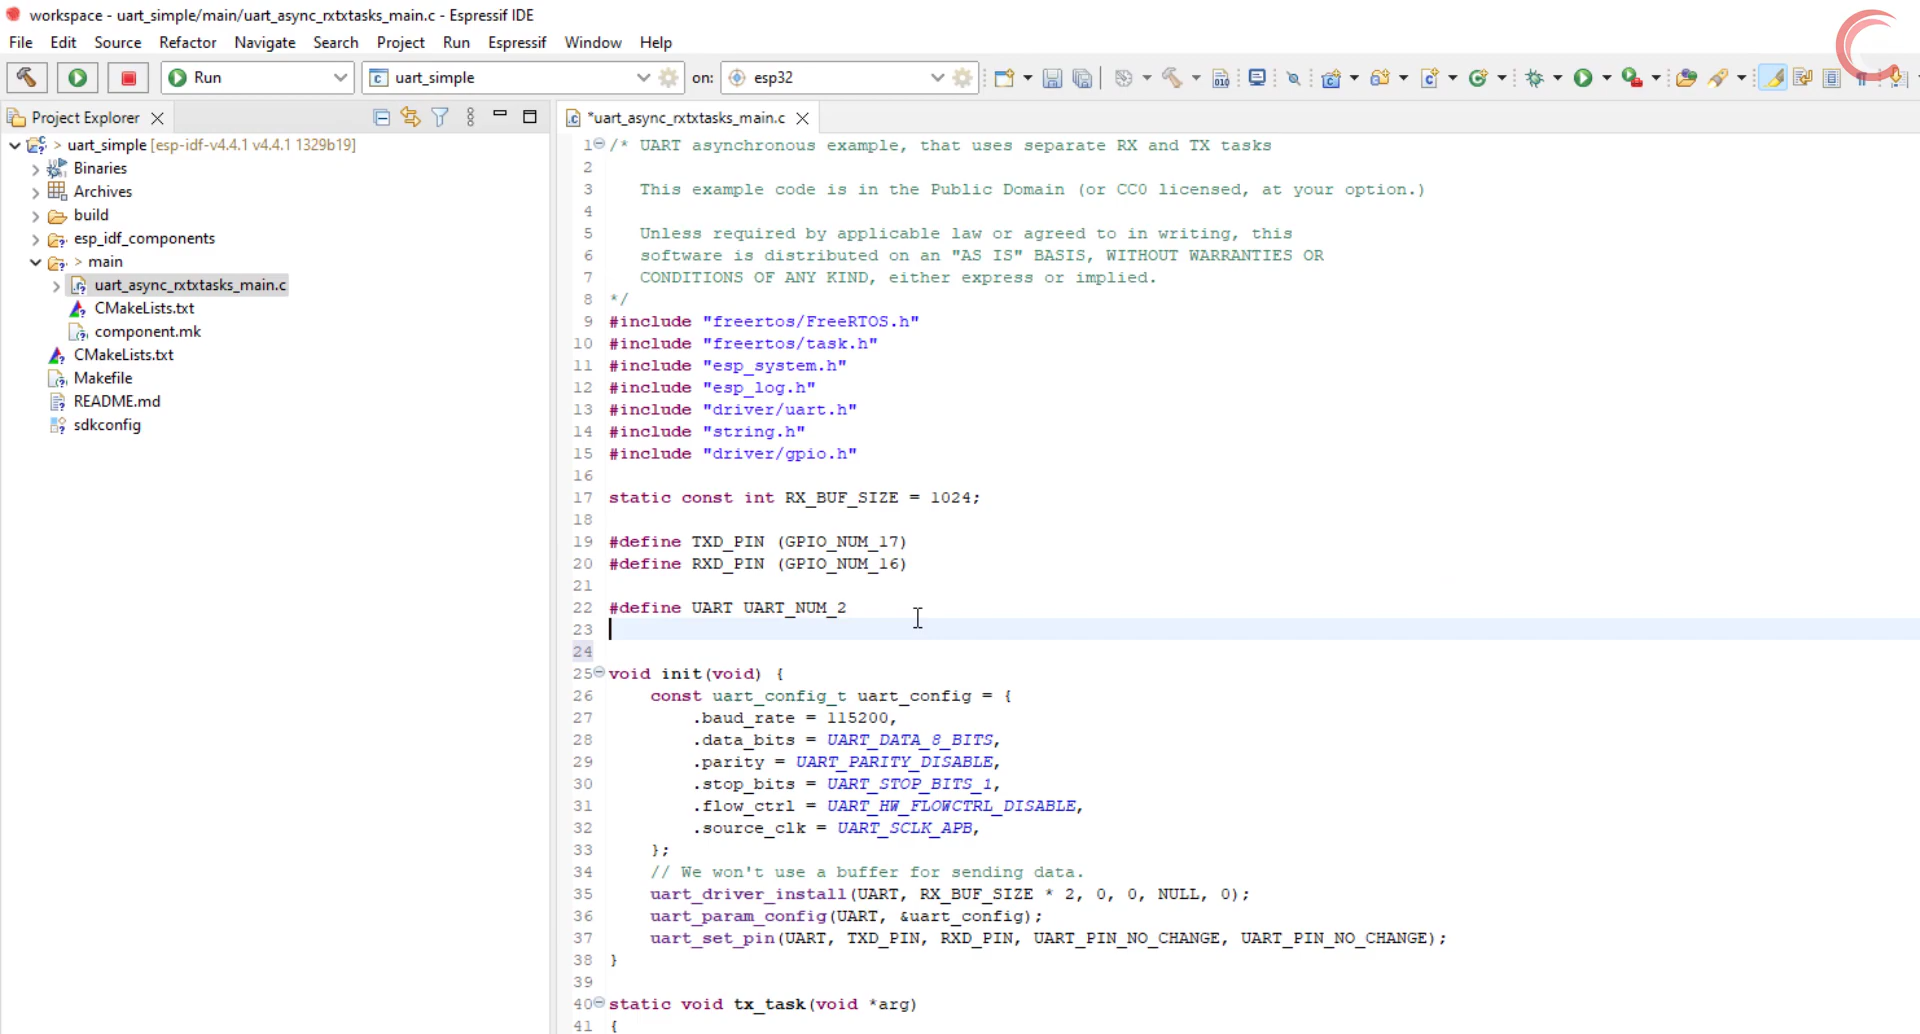 workspace - uart_simple/main/uart_async_rxtxtasks_main.c - Espressif IDE
File Edit Source Refactor Navigate Search Project Run Espressif Window Help
Run uart_simple on: esp32
Project Explorer
uart_simple [esp-idf-v4.4.1 v4.4.1 1329b19]
Binaries
Archives
build
esp_idf_components
main
uart_async_rxtxtasks_main.c
CMakeLists.txt
component.mk
CMakeLists.txt
Makefile
README.md
sdkconfig
*uart_async_rxtxtasks_main.c
1 /* UART asynchronous example, that uses separate RX and TX tasks
2
3 This example code is in the Public Domain (or CC0 licensed, at your option.)
4
5 Unless required by applicable law or agreed to in writing, this
6 software is distributed on an "AS IS" BASIS, WITHOUT WARRANTIES OR
7 CONDITIONS OF ANY KIND, either express or implied.
8 */
9 #include "freertos/FreeRTOS.h"
10 #include "freertos/task.h"
11 #include "esp_system.h"
12 #include "esp_log.h"
13 #include "driver/uart.h"
14 #include "string.h"
15 #include "driver/gpio.h"
16
17 static const int RX_BUF_SIZE = 1024;
18
19 #define TXD_PIN (GPIO_NUM_17)
20 #define RXD_PIN (GPIO_NUM_16)
21
22 #define UART UART_NUM_2
23
24
25 void init(void) {
26 const uart_config_t uart_config = {
27 .baud_rate = 115200,
28 .data_bits = UART_DATA_8_BITS,
29 .parity = UART_PARITY_DISABLE,
30 .stop_bits = UART_STOP_BITS_1,
31 .flow_ctrl = UART_HW_FLOWCTRL_DISABLE,
32 .source_clk = UART_SCLK_APB,
33 };
34 // We won't use a buffer for sending data.
35 uart_driver_install(UART, RX_BUF_SIZE * 2, 0, 0, NULL, 0);
36 uart_param_config(UART, &uart_config);
37 uart_set_pin(UART, TXD_PIN, RXD_PIN, UART_PIN_NO_CHANGE, UART_PIN_NO_CHANGE);
38 }
39
40 static void tx_task(void *arg)
41 {